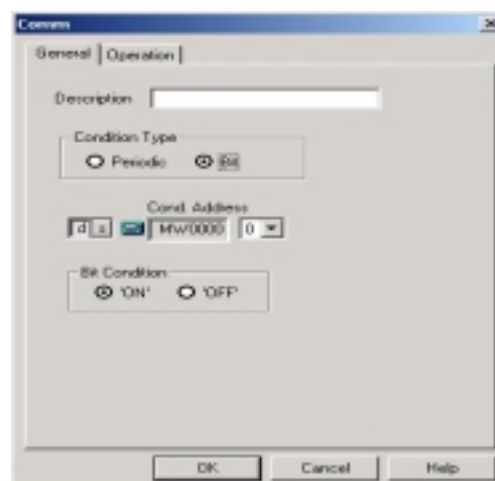 Comm
General Operation
Description
Condition Type
Periodic Bit
Cond. Address
d s MW0000 0
Bit Condition
'ON' 'OFF'
OK Cancel Help